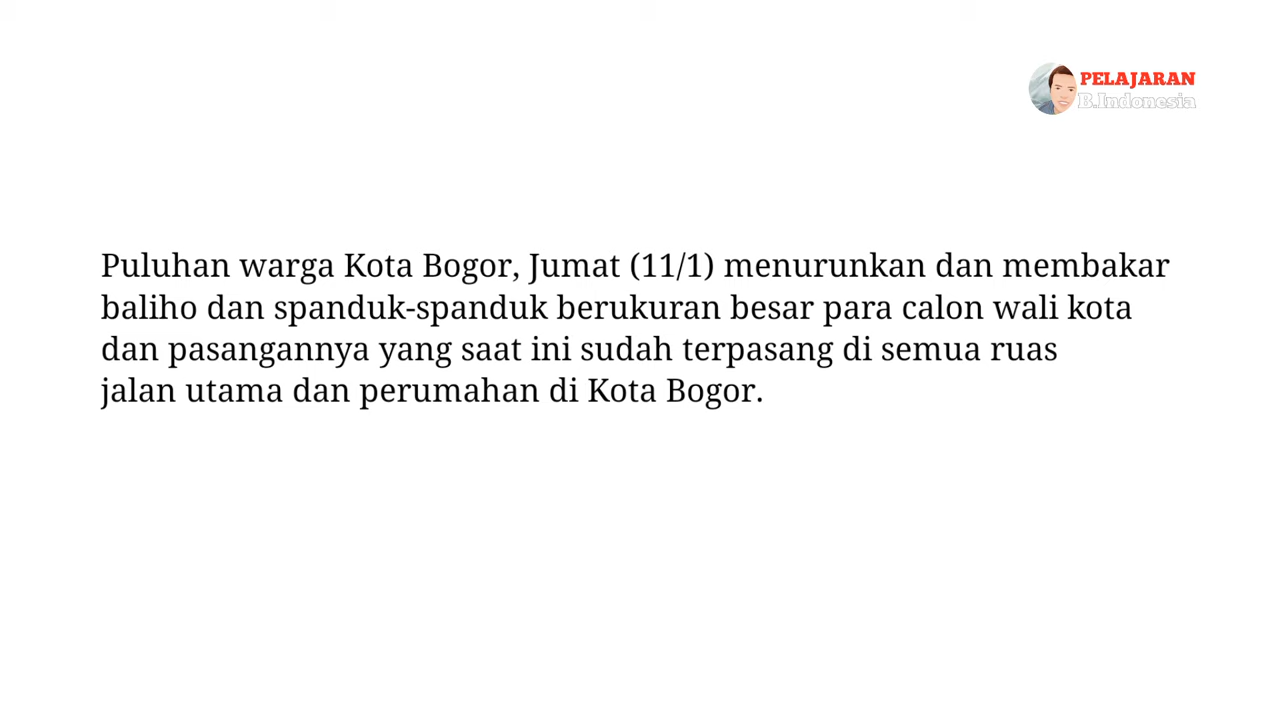 PELAJARAN
B.Indonesia
Puluhan warga Kota Bogor, Jumat (11/1) menurunkan dan membakar
baliho dan spanduk-spanduk berukuran besar para calon wali kota
dan pasangannya yang saat ini sudah terpasang di semua ruas
jalan utama dan perumahan di Kota Bogor.